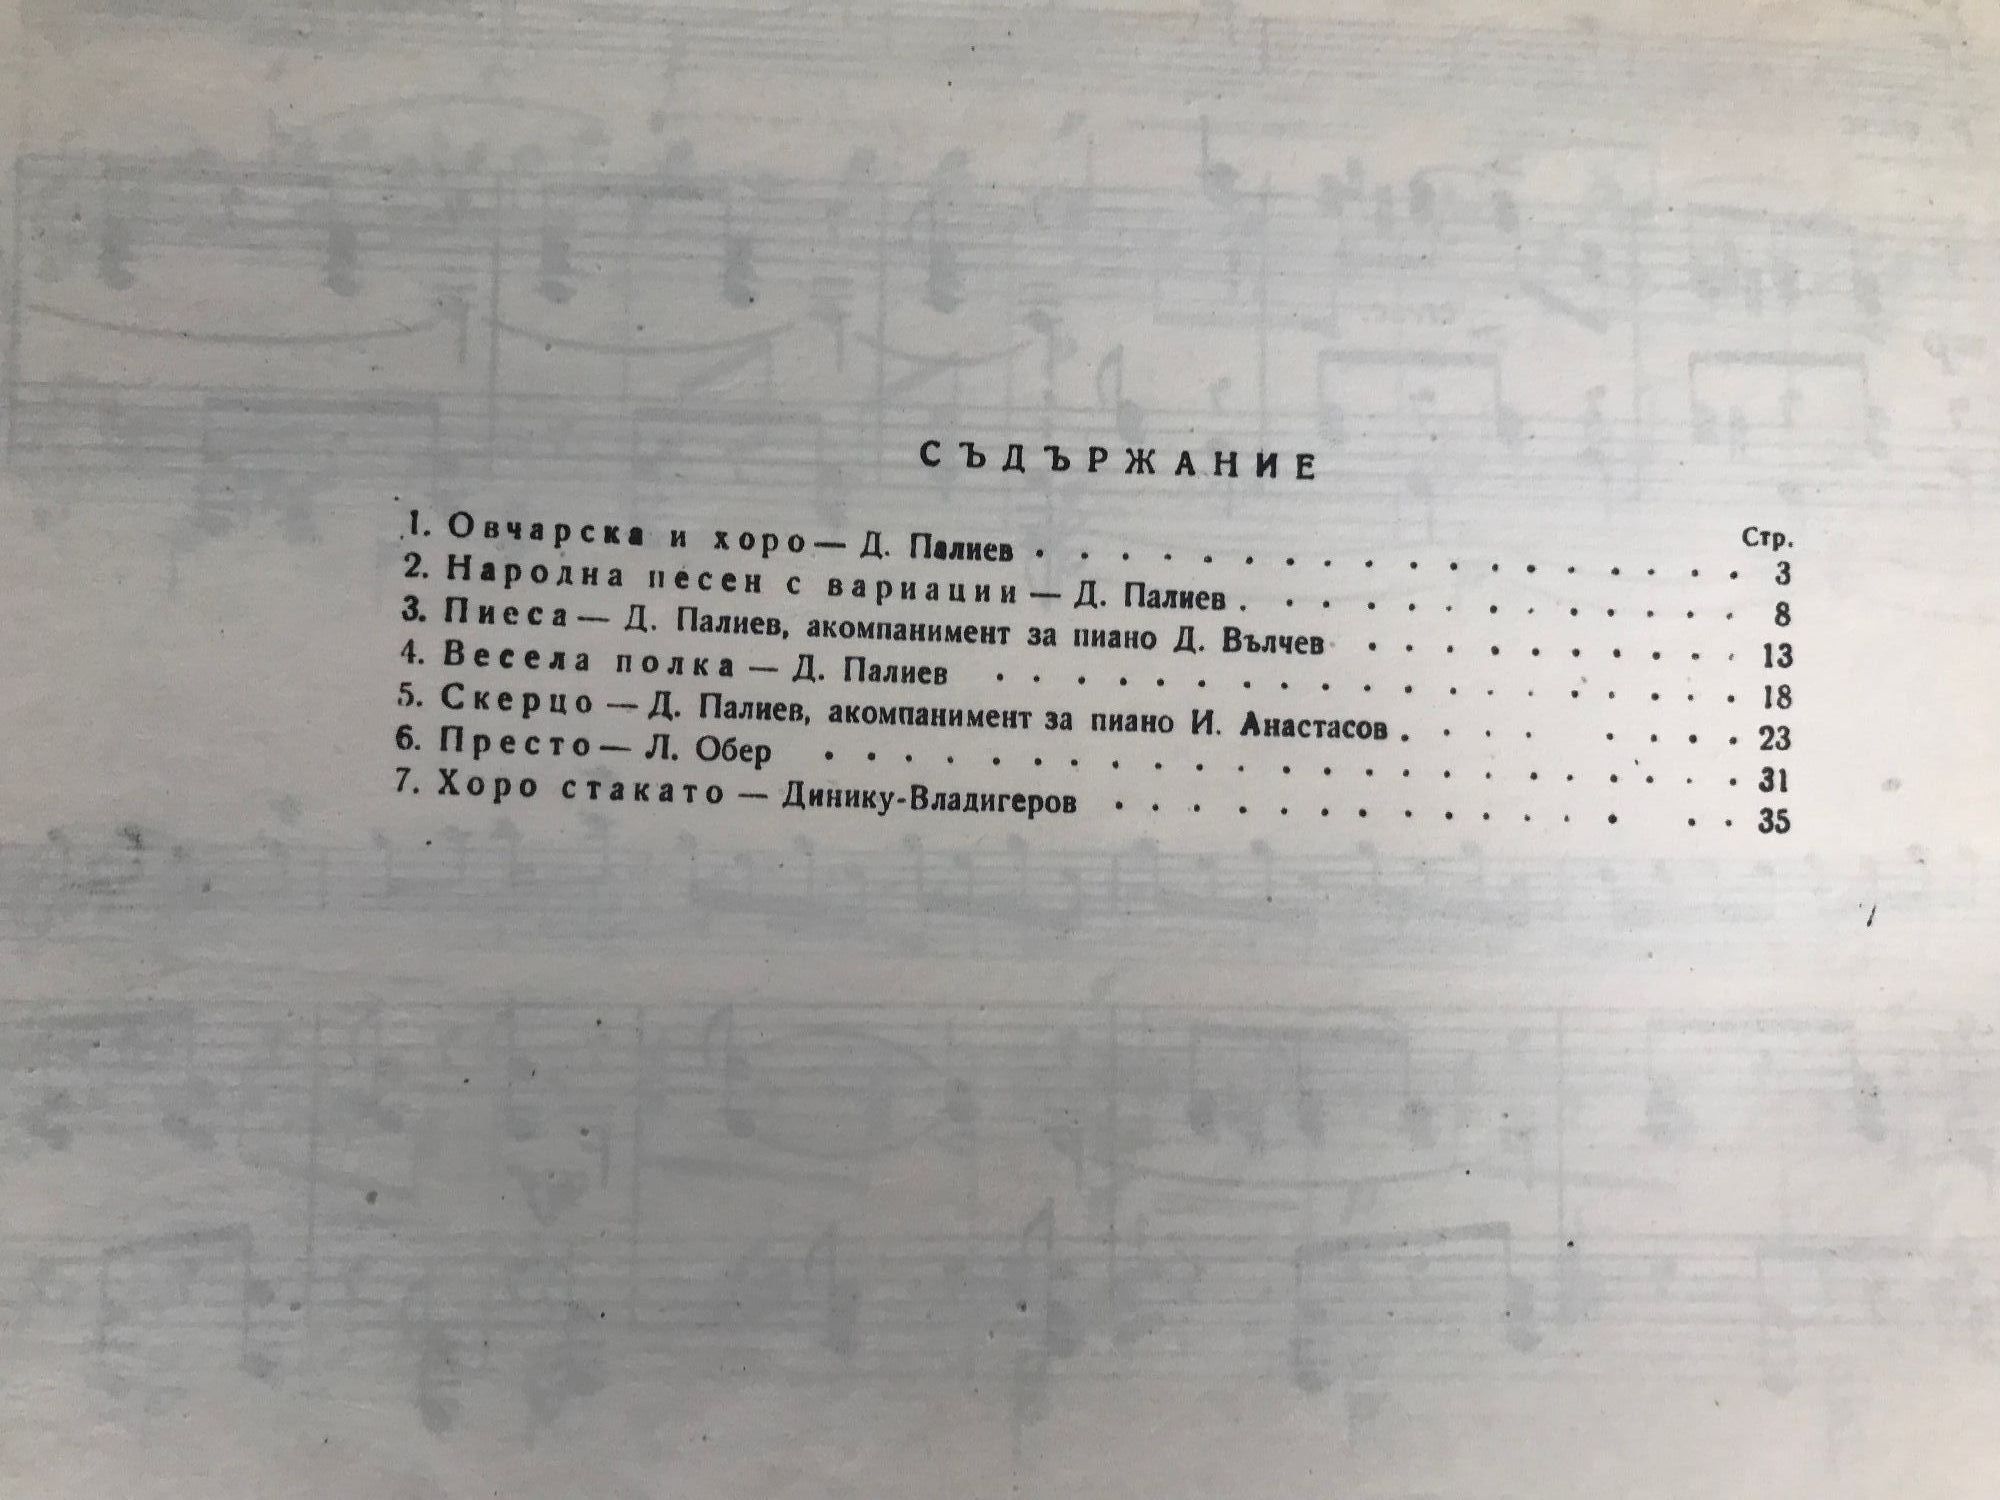 СЪДЪРЖАНИЕ
Стр.
1. Овчарска и хоро — Д. Палиев . . . . . . . . . . . . . . . . . . 3
2. Народна песен с вариации — Д. Палиев . . . . . . . . . . . . . 8
3. Пиеса — Д. Палиев, акомпанимент за пиано Д. Вълчев . . . . . . . . . . 13
4. Весела полка — Д. Палиев . . . . . . . . . . . . . . . . . . 18
5. Скерцо — Д. Палиев, акомпанимент за пиано И. Анастасов . . . . . . . . 23
6. Престо — Л. Обер . . . . . . . . . . . . . . . . . . . . . . 31
7. Хоро стакато — Динику-Владигеров . . . . . . . . . . . . . . . 35